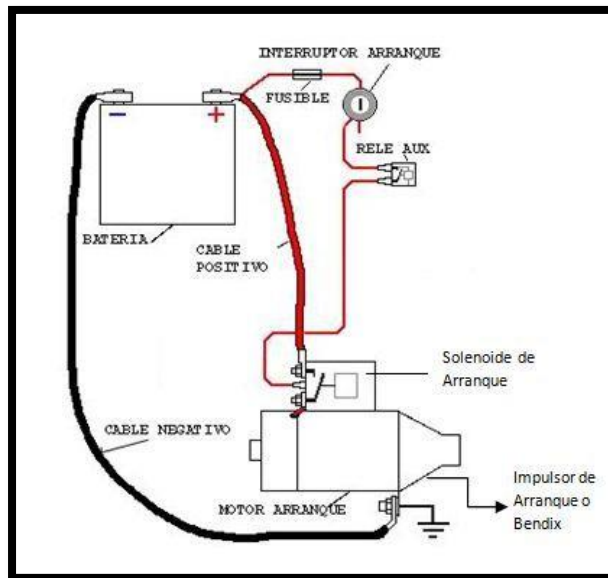 INTERRUPTOR ARRANQUE
FUSIBLE
RELE AUX
− +
BATERIA
CABLE
POSITIVO
Solenoide de
Arranque
CABLE NEGATIVO
MOTOR ARRANQUE
Impulsor de
Arranque o
Bendix